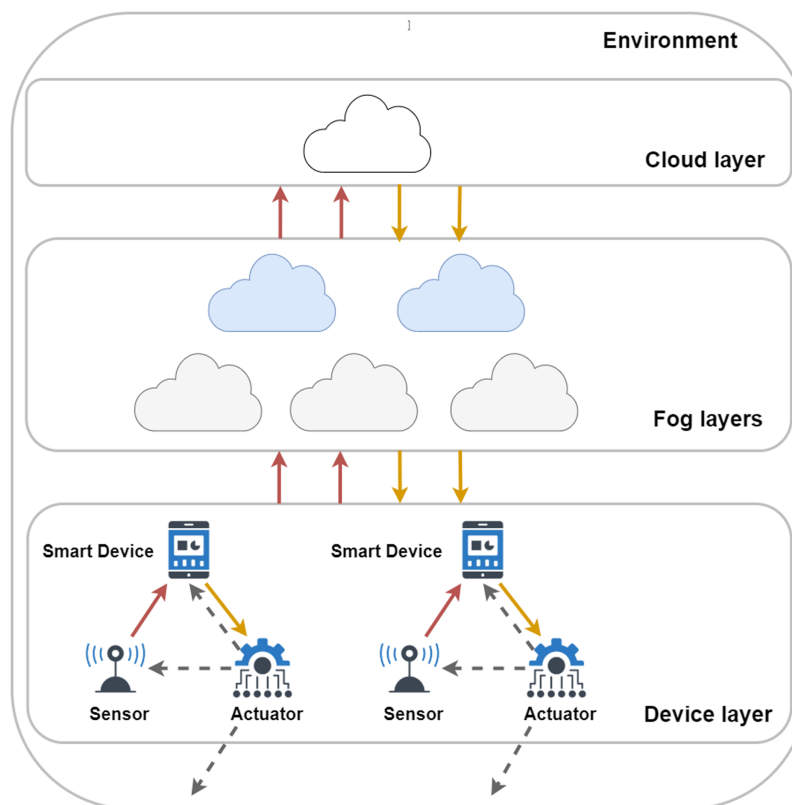 Environment
Cloud layer
Fog layers
Smart Device
Smart Device
Sensor
Actuator
Sensor
Actuator
Device layer